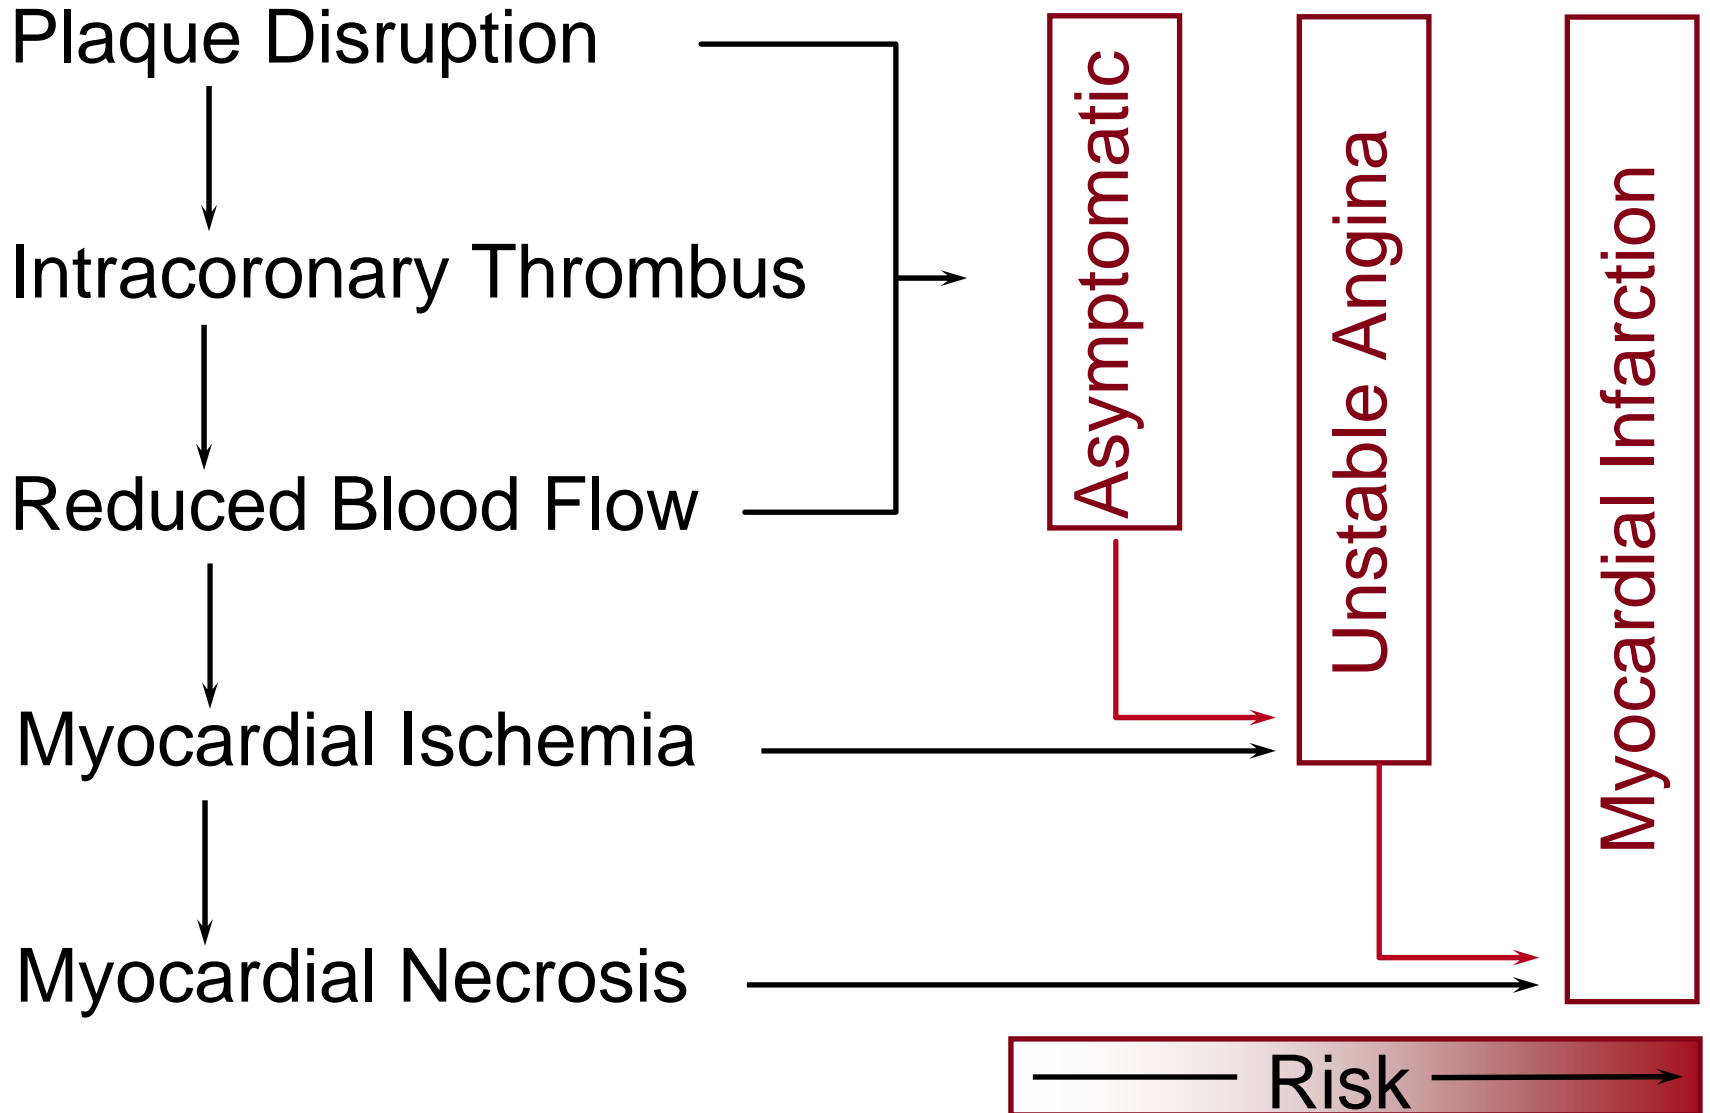 Plaque Disruption
Intracoronary Thrombus
Reduced Blood Flow
Myocardial Ischemia
Myocardial Necrosis
Asymptomatic
Unstable Angina
Myocardial Infarction
Risk